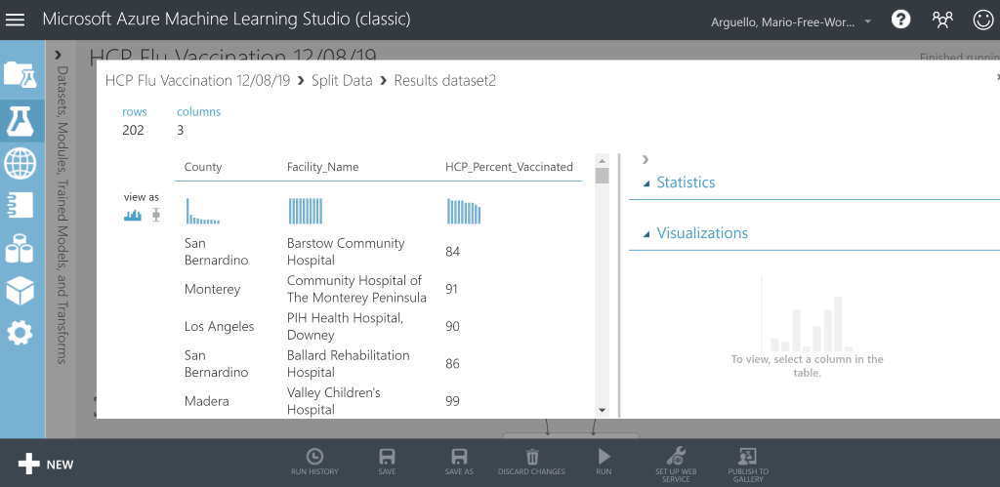 Microsoft Azure Machine Learning Studio (classic)
Arguello, Mario-Free-Wor...
?
HCP Flu Vaccination 12/08/19
Finished runnin
Datasets, Modules, Trained Models, and Transforms
HCP Flu Vaccination 12/08/19 › Split Data › Results dataset2
rows columns
202 3
County Facility_Name HCP_Percent_Vaccinated
view as
San
Bernardino
Barstow Community
Hospital
84
Monterey
Community Hospital of
The Monterey Peninsula
91
Los Angeles
PIH Health Hospital,
Downey
90
San
Bernardino
Ballard Rehabilitation
Hospital
86
Madera
Valley Children's
Hospital
99
Statistics
Visualizations
To view, select a column in the
table.
NEW
RUN HISTORY
SAVE
SAVE AS
DISCARD CHANGES
RUN
SET UP WEB
SERVICE
PUBLISH TO
GALLERY